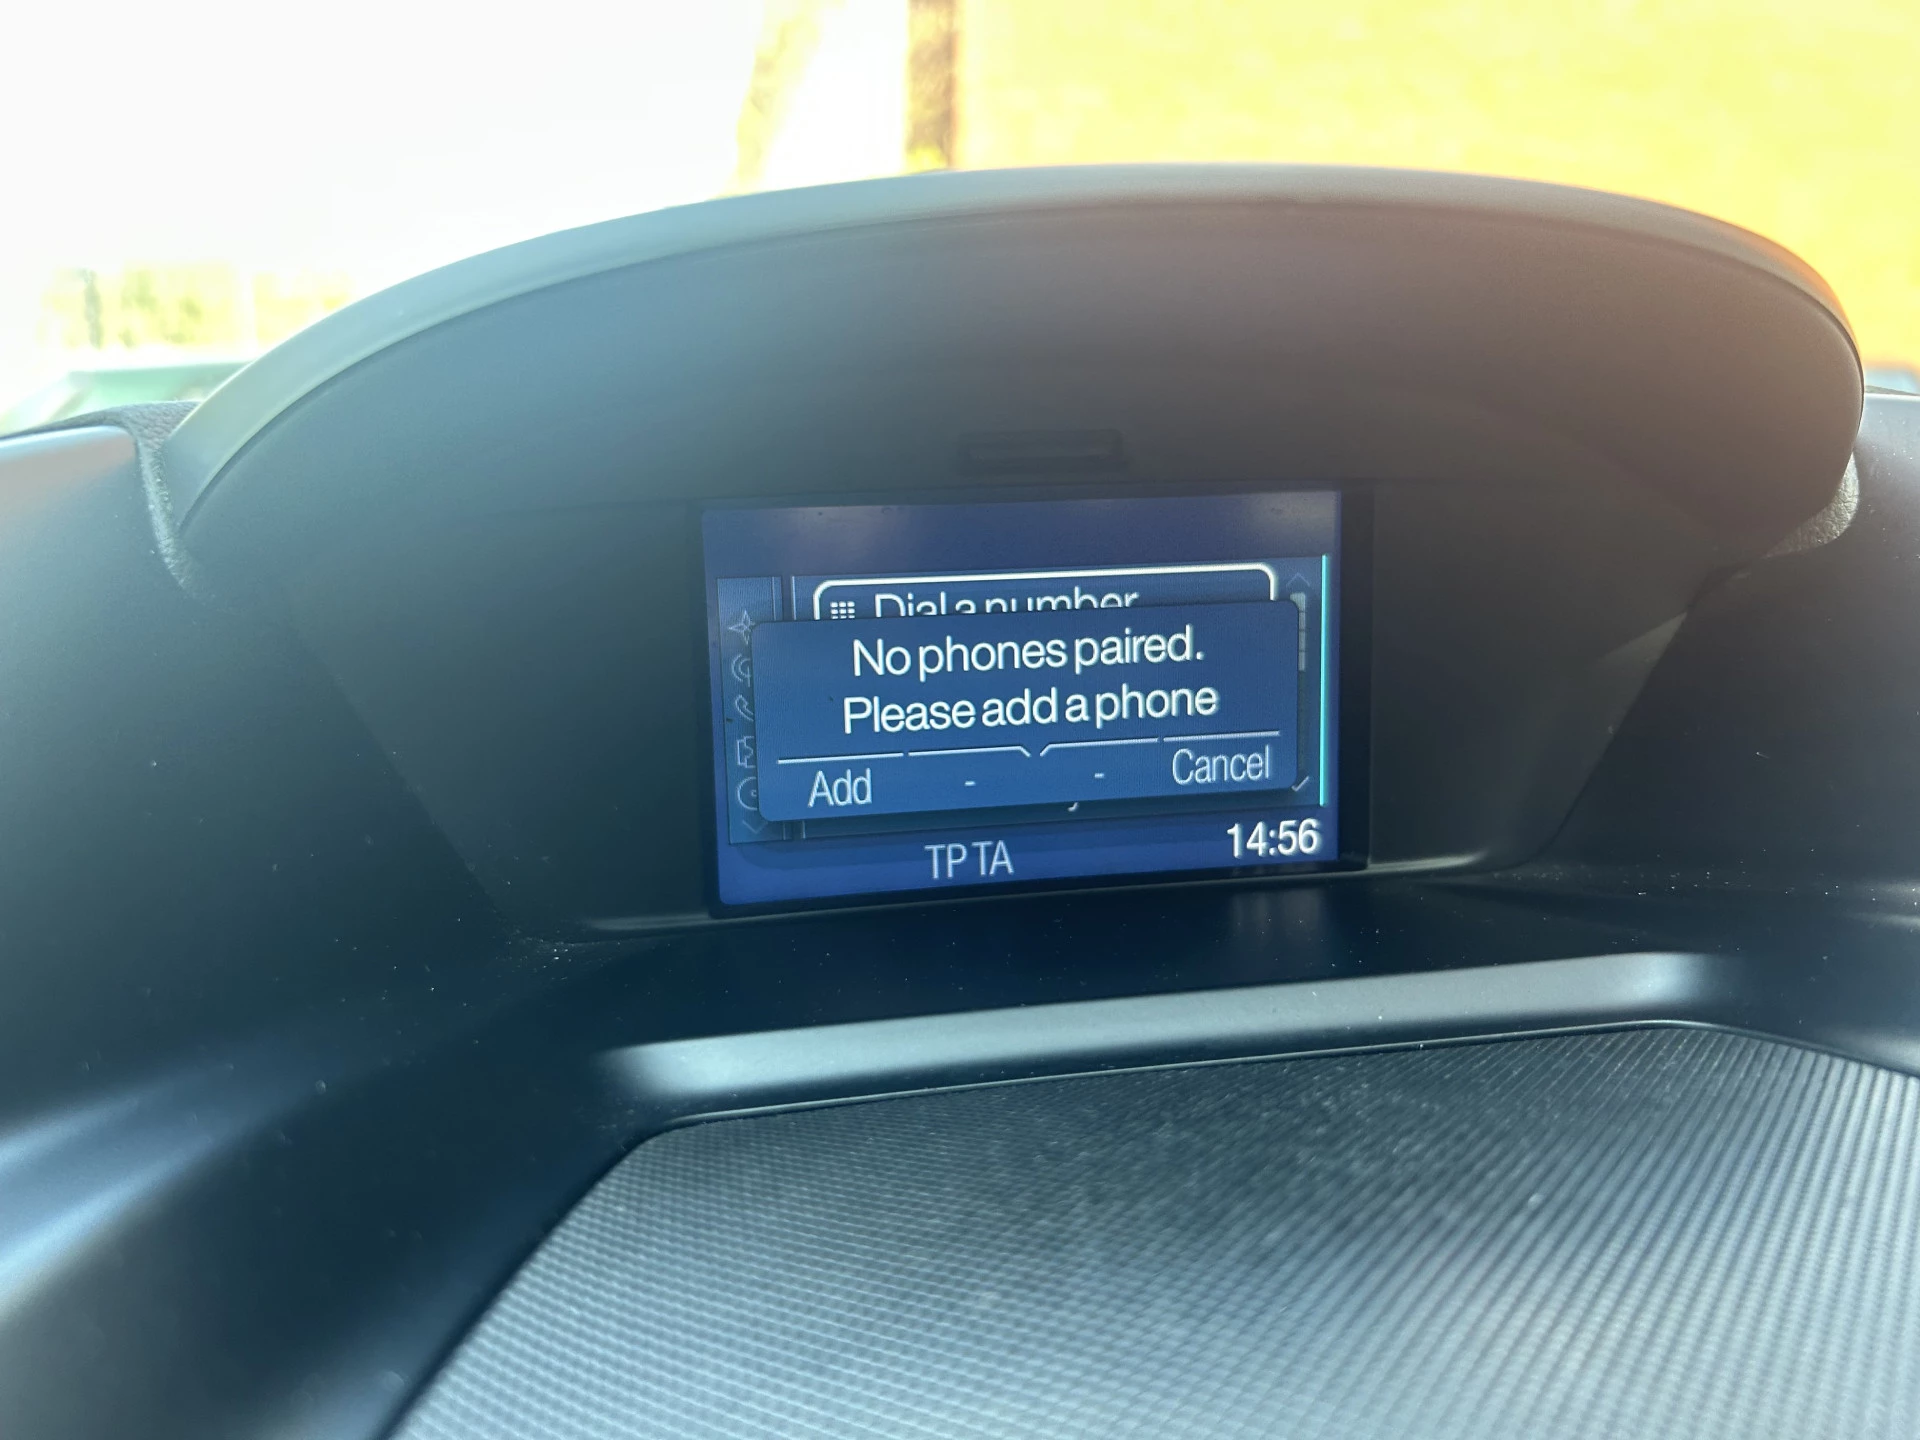 Dial a number
No phones paired.
Please add a phone
Add - - Cancel
TP TA 14:56